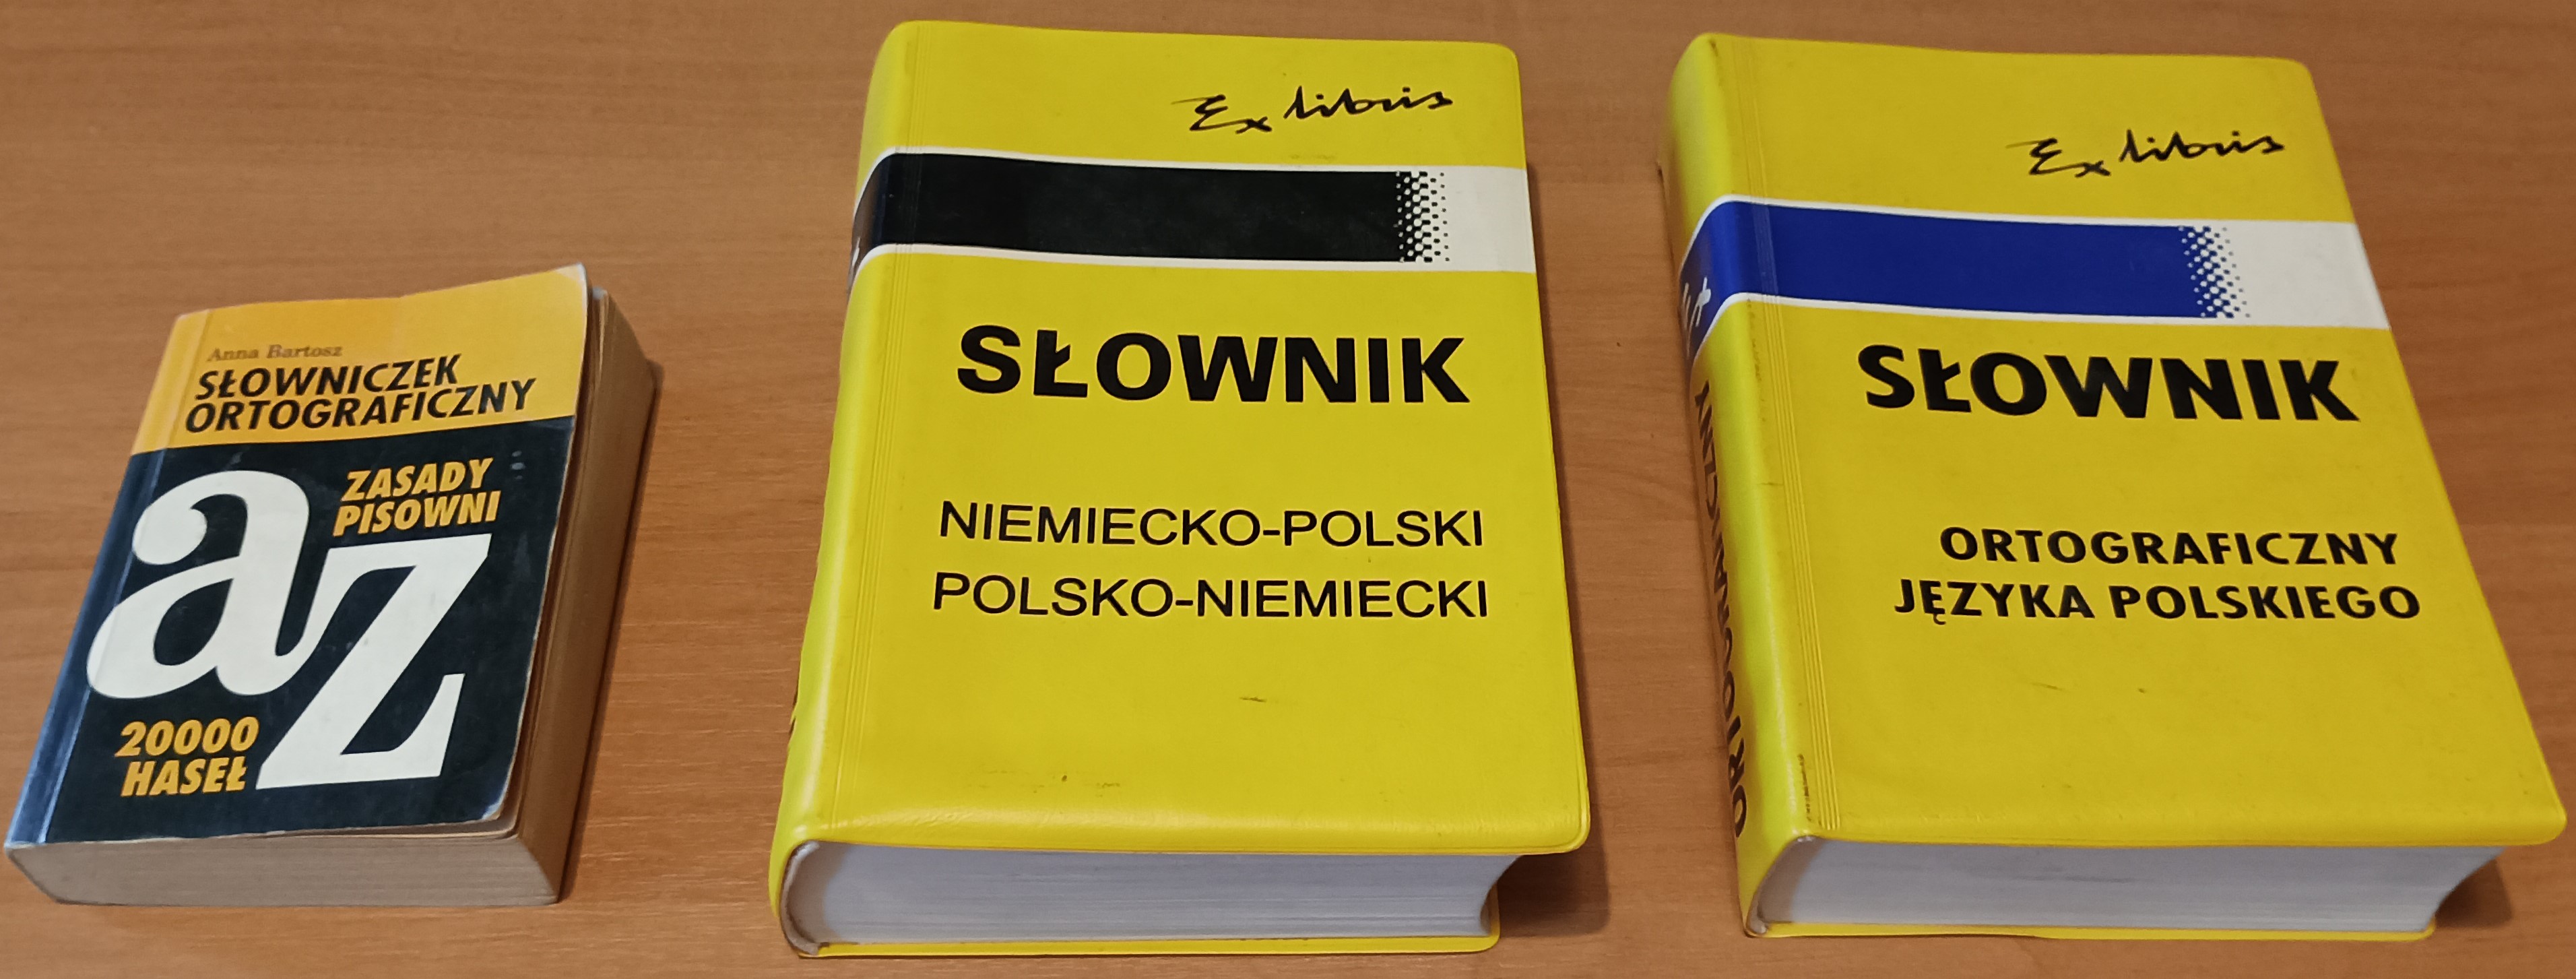 Anna Bartosz
SŁOWNICZEK
ORTOGRAFICZNY
ZASADY
PISOWNI
aZ
20000
HASEŁ
Ex libris
SŁOWNIK
NIEMIECKO-POLSKI
POLSKO-NIEMIECKI
Ex libris
SŁOWNIK
ORTOGRAFICZNY
JĘZYKA POLSKIEGO
ORTOGRAFICZNY